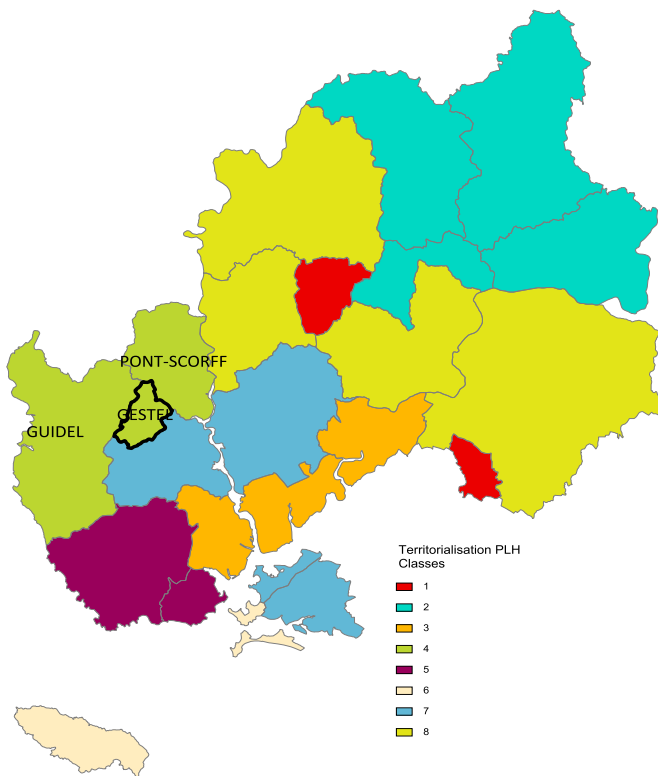 PONT-SCORFF
GESTEL
GUIDEL
Territorialisation PLH
Classes
1
2
3
4
5
6
7
8